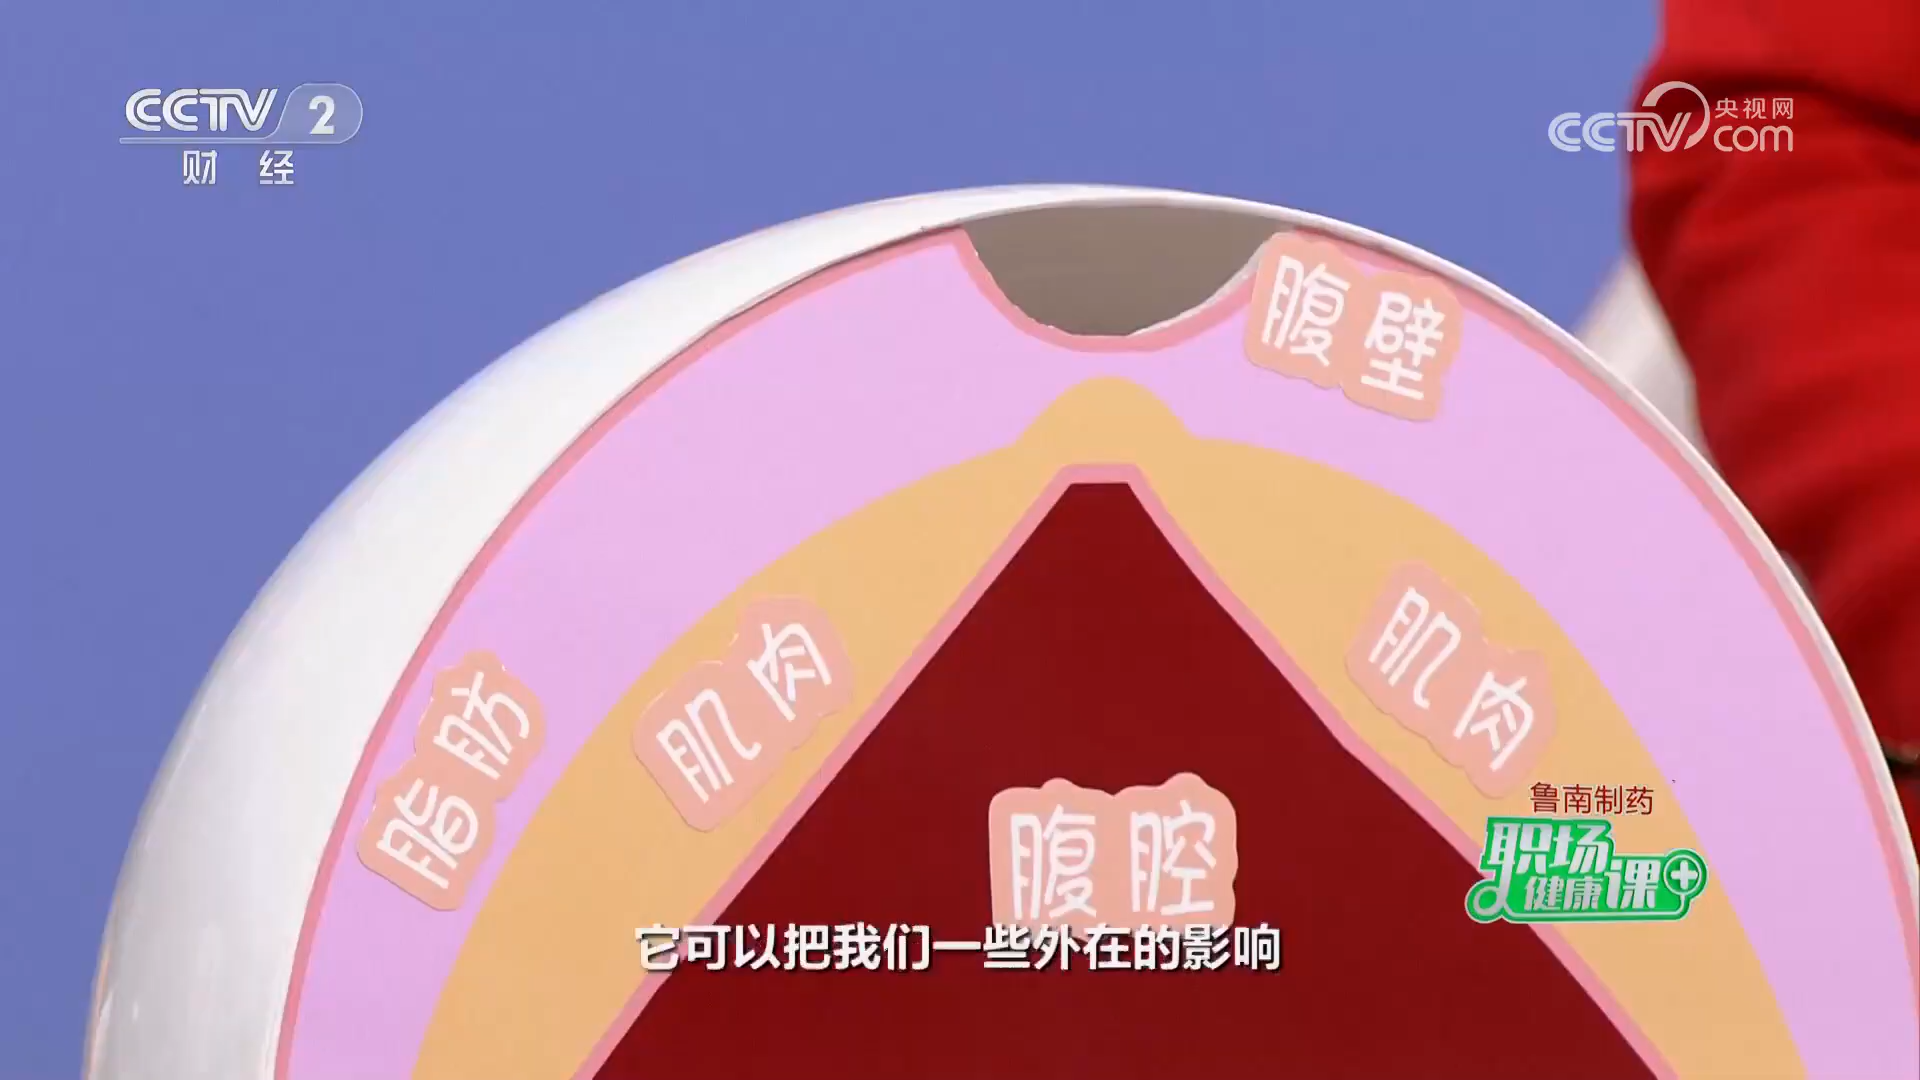 CCTV 2
财经
央视网
CCTV com
腹壁
肌肉
肌肉
脂肪
腹腔
鲁南制药
职场
健康课
它可以把我们一些外在的影响